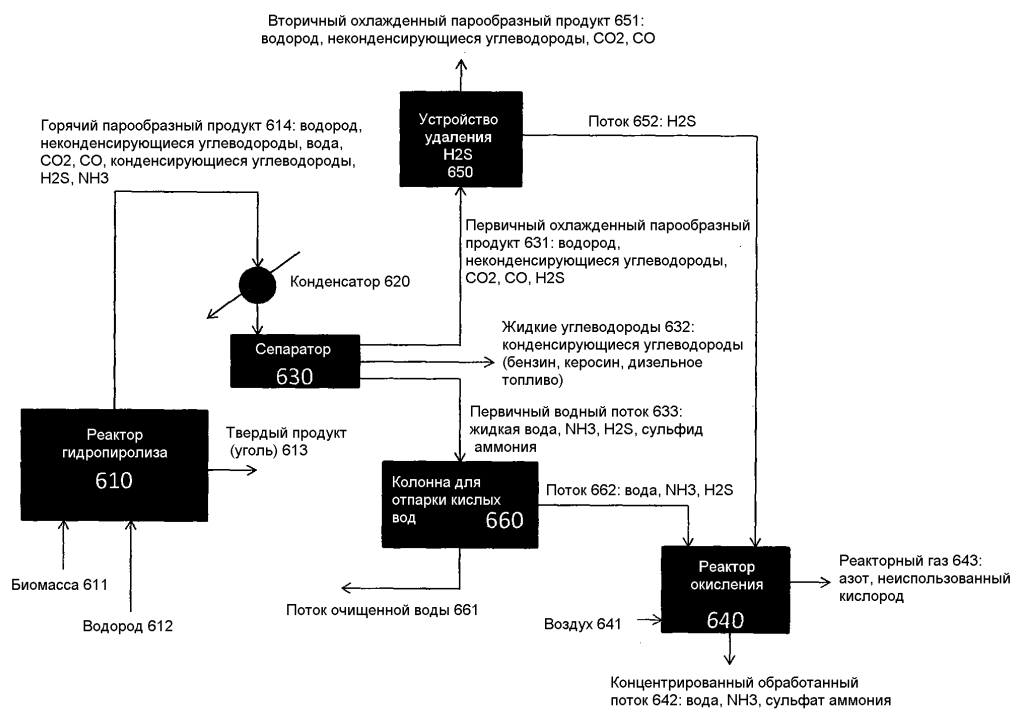 Вторичный охлажденный парообразный продукт 651:
водород, неконденсирующиеся углеводороды, CO2, CO
Устройство
удаления
H2S
650
Поток 652: H2S
Горячий парообразный продукт 614: водород,
неконденсирующиеся углеводороды, вода,
CO2, CO, конденсирующиеся углеводороды,
H2S, NH3
Первичный охлажденный парообразный
продукт 631: водород,
неконденсирующиеся углеводороды,
CO2, CO, H2S
Конденсатор 620
Сепаратор
630
Жидкие углеводороды 632:
конденсирующиеся углеводороды
(бензин, керосин, дизельное
топливо)
Первичный водный поток 633:
жидкая вода, NH3, H2S, сульфид
аммония
Реактор
гидропиролиза
610
Твердый продукт
(уголь) 613
Колонна для
отпарки кислых
вод
660
Поток 662: вода, NH3, H2S
Биомасса 611
Водород 612
Поток очищенной воды 661
Реактор
окисления
640
Воздух 641
Реакторный газ 643:
азот, неиспользованный
кислород
Концентрированный обработанный
поток 642: вода, NH3, сульфат аммония